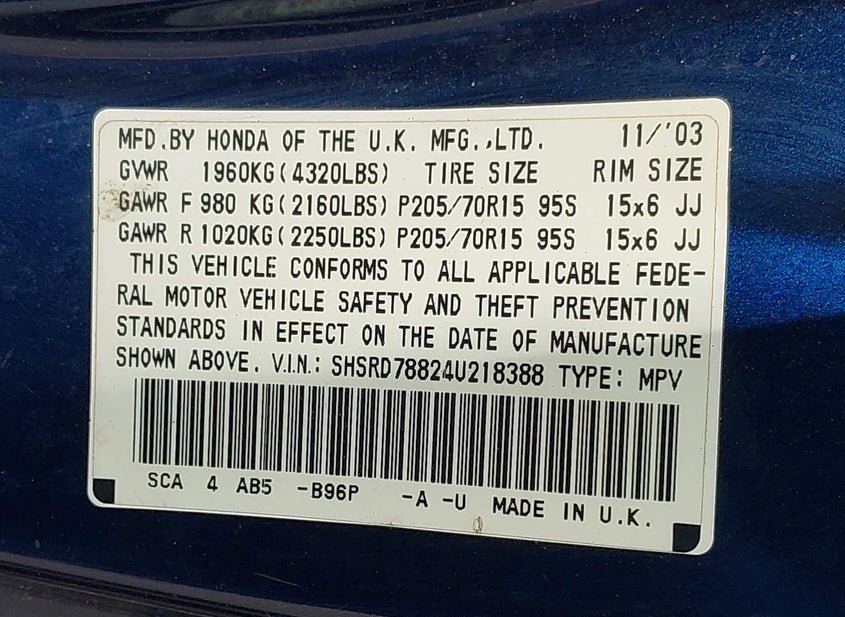 MFD.BY HONDA OF THE U.K. MFG.,LTD. 11/'03
GVWR 1960KG(4320LBS) TIRE SIZE RIM SIZE
GAWR F 980 KG(2160LBS) P205/70R15 95S 15x6 JJ
GAWR R 1020KG(2250LBS) P205/70R15 95S 15x6 JJ
THIS VEHICLE CONFORMS TO ALL APPLICABLE FEDE-
RAL MOTOR VEHICLE SAFETY AND THEFT PREVENTION
STANDARDS IN EFFECT ON THE DATE OF MANUFACTURE
SHOWN ABOVE. V.I.N.: SHSRD78824U218388 TYPE: MPV
SCA 4 AB5 -B96P -A -U MADE IN U.K.